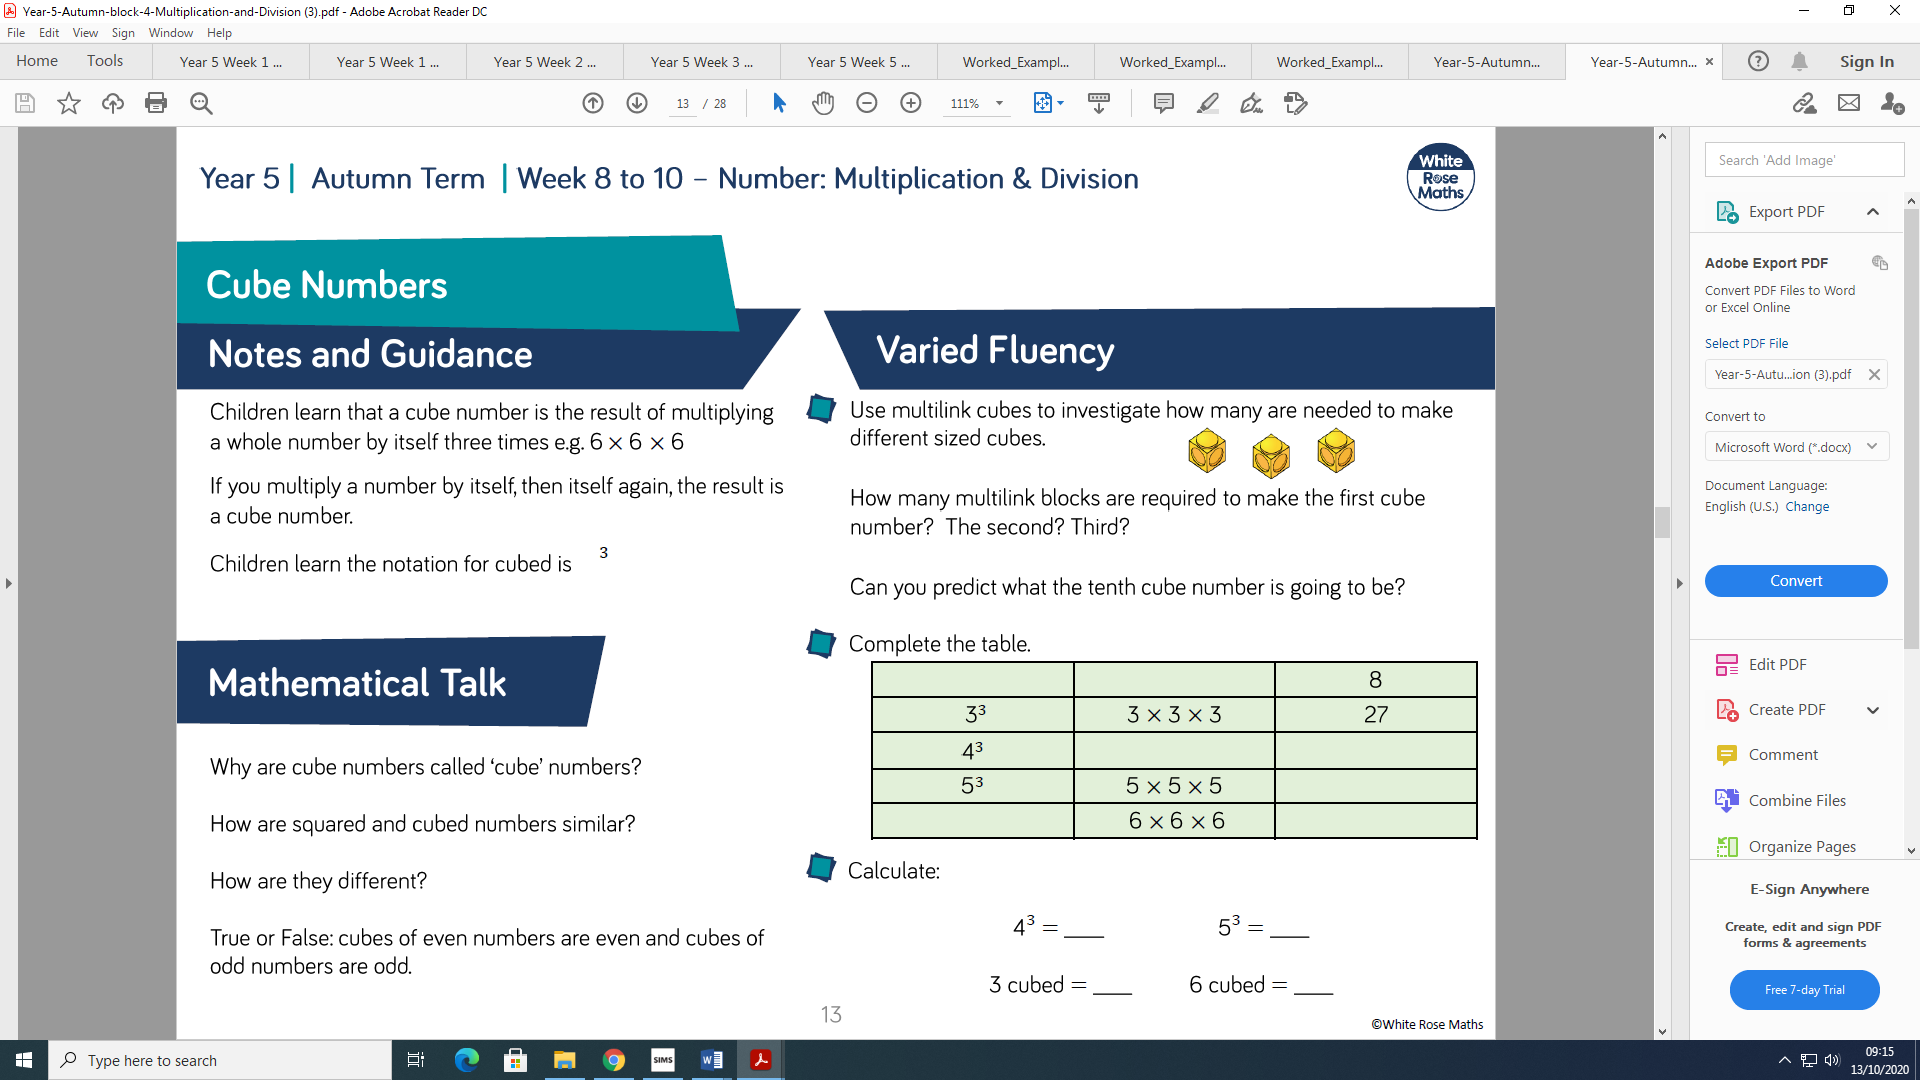 Year-5-Autumn-block-4-Multiplication-and-Division (3).pdf - Adobe Acrobat Reader DC
File Edit View Sign Window Help
Home Tools Year 5 Week 1 ... Year 5 Week 1 ... Year 5 Week 2 ... Year 5 Week 3 ... Year 5 Week 5 ... Worked_Exampl... Worked_Exampl... Worked_Exampl... Year-5-Autumn... Year-5-Autumn... × Sign In
13 / 28 111%
Year 5 | Autumn Term | Week 8 to 10 – Number: Multiplication & Division
White
Rose
Maths
Cube Numbers
Notes and Guidance
Children learn that a cube number is the result of multiplying
a whole number by itself three times e.g. 6 × 6 × 6
If you multiply a number by itself, then itself again, the result is
a cube number.
Children learn the notation for cubed is ³
Mathematical Talk
Why are cube numbers called ‘cube’ numbers?
How are squared and cubed numbers similar?
How are they different?
True or False: cubes of even numbers are even and cubes of
odd numbers are odd.
Varied Fluency
Use multilink cubes to investigate how many are needed to make
different sized cubes.
How many multilink blocks are required to make the first cube
number? The second? Third?
Can you predict what the tenth cube number is going to be?
Complete the table.
8
3³ 3 × 3 × 3 27
4³
5³ 5 × 5 × 5
6 × 6 × 6
Calculate:
4³ = ___ 5³ = ___
3 cubed = ___ 6 cubed = ___
13
©White Rose Maths
Search 'Add Image'
Export PDF
Adobe Export PDF
Convert PDF Files to Word
or Excel Online
Select PDF File
Year-5-Autu...ion (3).pdf
Convert to
Microsoft Word (*.docx)
Document Language:
English (U.S.) Change
Convert
Edit PDF
Create PDF
Comment
Combine Files
Organize Pages
E-Sign Anywhere
Create, edit and sign PDF
forms & agreements
Free 7-day Trial
Type here to search
SIMS
09:15
13/10/2020